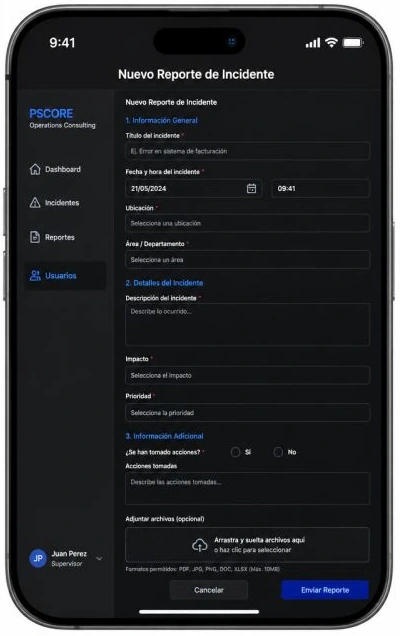 9:41
Nuevo Reporte de Incidente
PSCORE
Operations Consulting
Dashboard
Incidentes
Reportes
Usuarios
JP
Juan Perez
Supervisor
Nuevo Reporte de Incidente
1. Información General
Título del incidente *
Ej. Error en sistema de facturación
Fecha y hora del incidente *
21/05/2024 09:41
Ubicación *
Selecciona una ubicación
Área / Departamento *
Selecciona un área
2. Detalles del Incidente
Descripción del incidente *
Describe lo ocurrido...
Impacto *
Selecciona el impacto
Prioridad *
Selecciona la prioridad
3. Información Adicional
¿Se han tomado acciones? * Sí No
Acciones tomadas
Describe las acciones tomadas...
Adjuntar archivos (opcional)
Arrastra y suelta archivos aquí
o haz clic para seleccionar
Formatos permitidos: PDF, JPG, PNG, DOC, XLSX (Máx. 10MB)
Cancelar Enviar Reporte